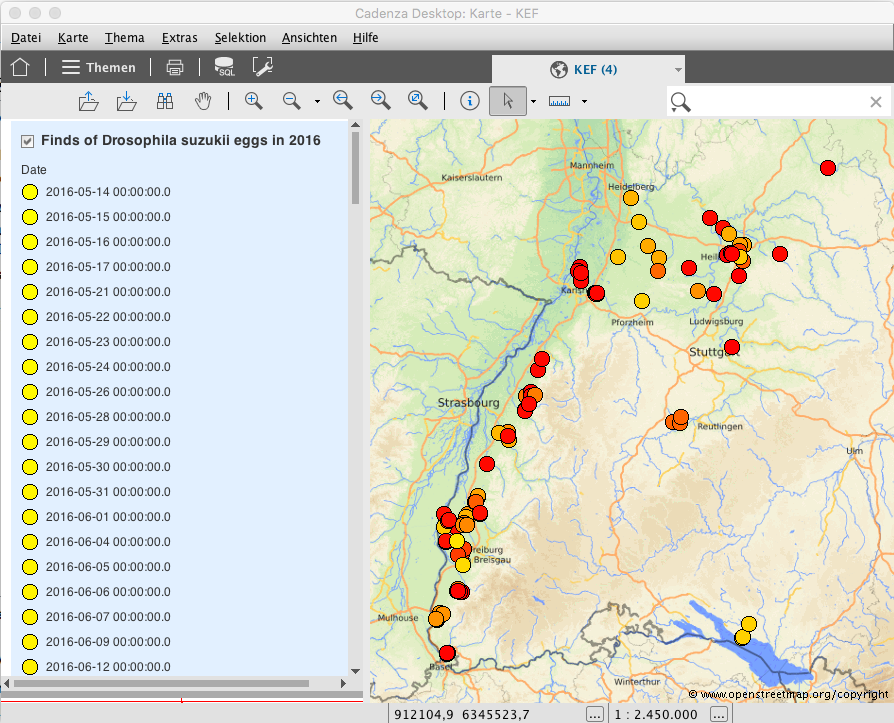 Cadenza Desktop: Karte - KEF
Datei Karte Thema Extras Selektion Ansichten Hilfe
Themen
SQL
KEF (4)
Finds of Drosophila suzukii eggs in 2016
Date
2016-05-14 00:00:00.0
2016-05-15 00:00:00.0
2016-05-16 00:00:00.0
2016-05-17 00:00:00.0
2016-05-21 00:00:00.0
2016-05-22 00:00:00.0
2016-05-23 00:00:00.0
2016-05-24 00:00:00.0
2016-05-26 00:00:00.0
2016-05-28 00:00:00.0
2016-05-29 00:00:00.0
2016-05-30 00:00:00.0
2016-05-31 00:00:00.0
2016-06-01 00:00:00.0
2016-06-04 00:00:00.0
2016-06-05 00:00:00.0
2016-06-06 00:00:00.0
2016-06-07 00:00:00.0
2016-06-09 00:00:00.0
2016-06-12 00:00:00.0
Mannheim
Kaiserslautern
Heidelberg
Heil
Karlsr
Pforzheim
Ludwigsburg
Stuttga
Strasbourg
Reutlingen
Ulm
Freiburg
Breisgau
Mulhouse
Basel
Winterthur
© www.openstreetmap.org/copyright
912104,9 6345523,7 ... 1 : 2.450.000 ...